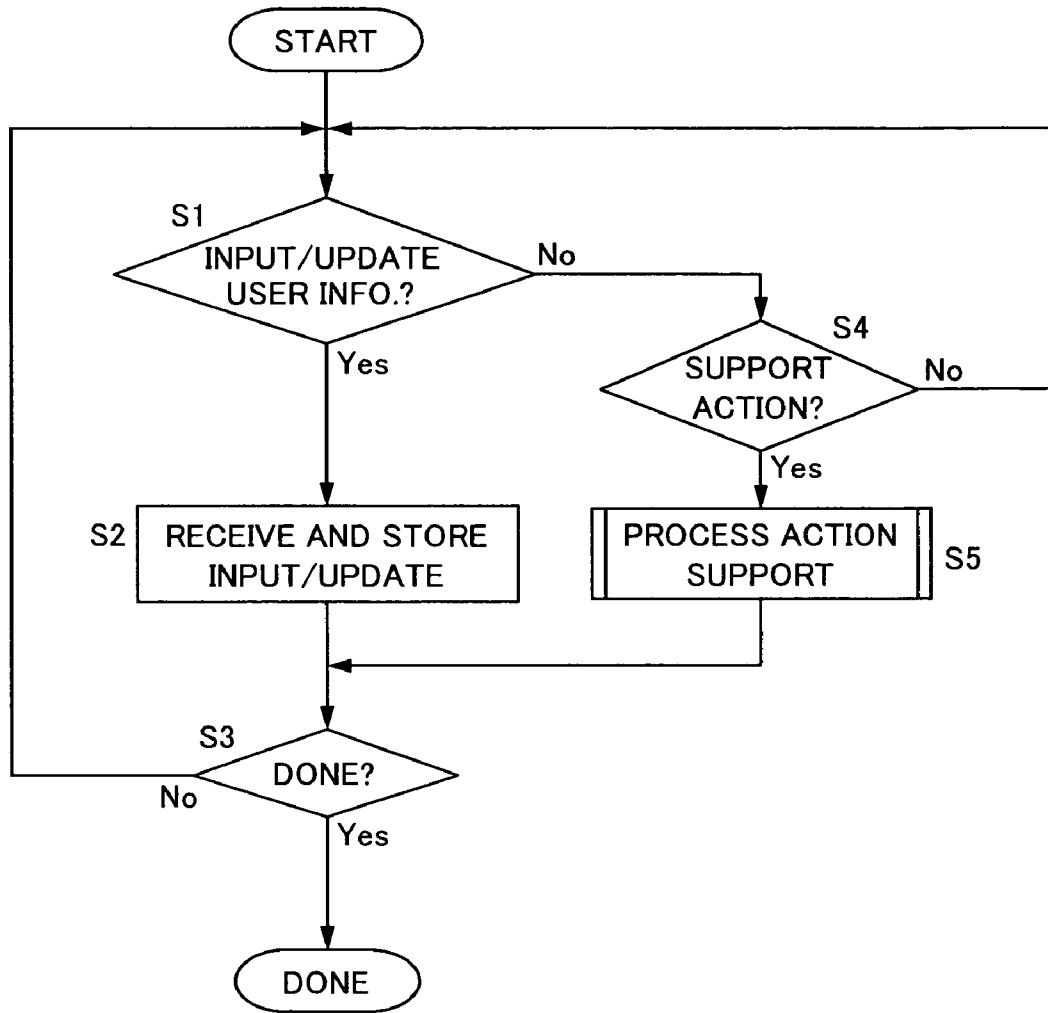 START
S1
INPUT/UPDATE
USER INFO.?
No
Yes
S4
SUPPORT
ACTION?
No
Yes
S2
RECEIVE AND STORE
INPUT/UPDATE
PROCESS ACTION
SUPPORT
S5
S3
DONE?
No
Yes
DONE